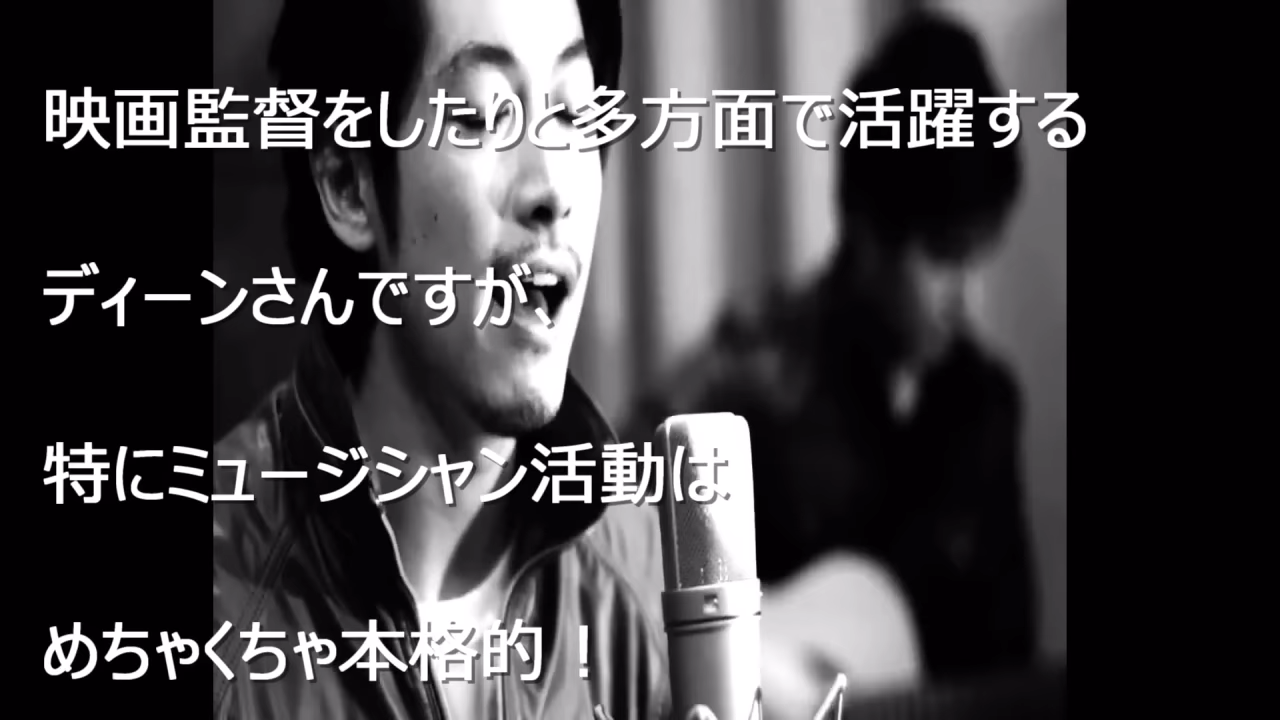 映画監督をしたりと多方面で活躍する
ディーンさんですが、
特にミュージシャン活動は
めちゃくちゃ本格的！